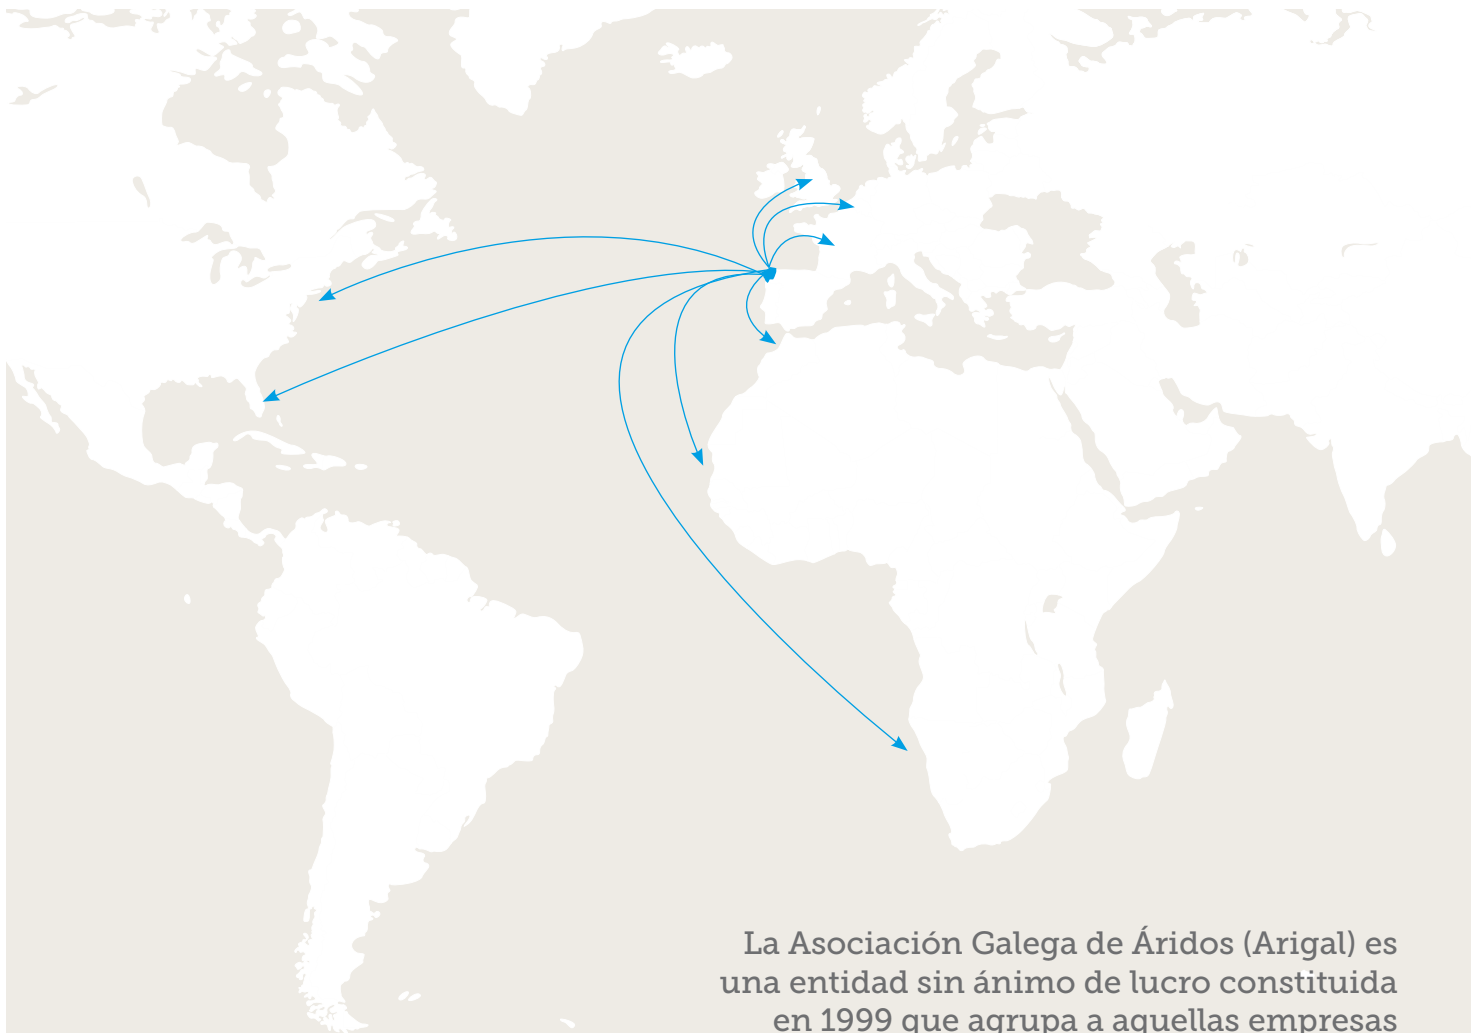 La Asociación Galega de Áridos (Arigal) es
una entidad sin ánimo de lucro constituida
en 1999 que agrupa a aquellas empresas